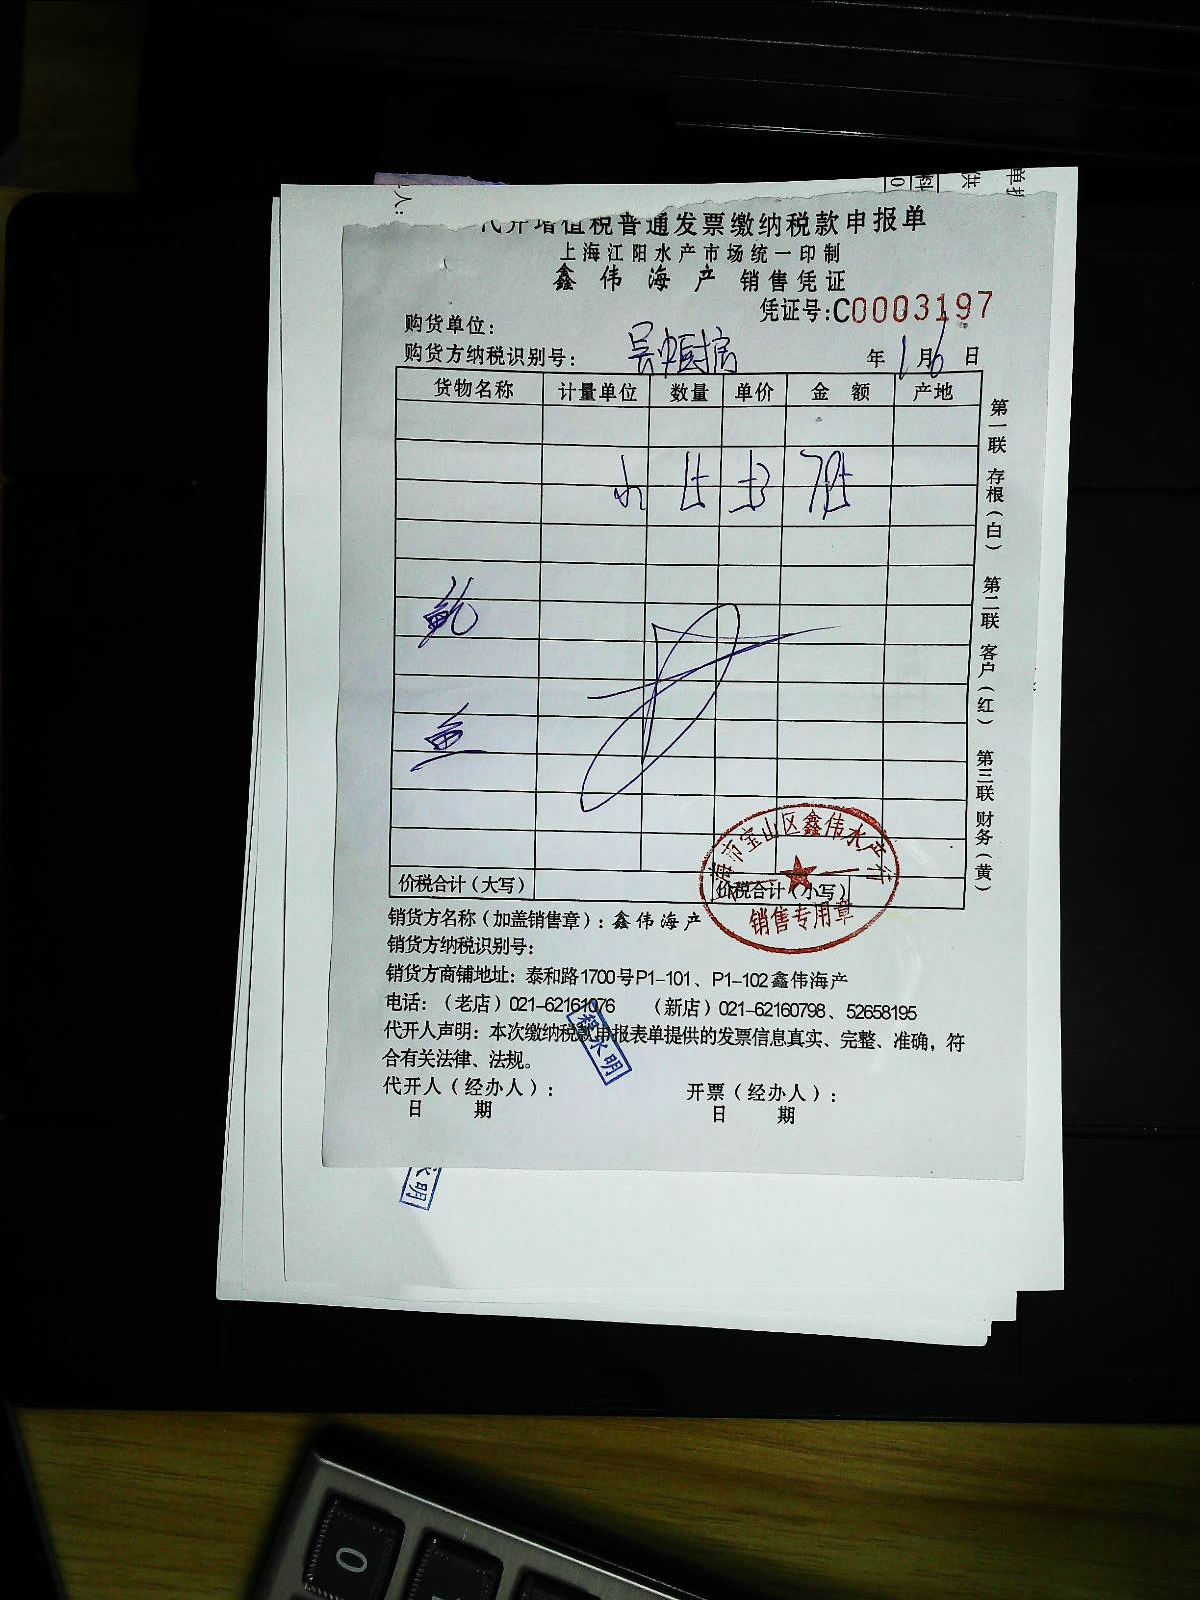 代开增值税普通发票缴纳税款申报单
上海江阳水产市场统一印制
鑫伟海产 销售凭证
凭证号:C0003197
购货单位:
购货方纳税识别号:
年 1 月 6 日
货物名称 计量单位 数量 单价 金 额 产地
鲍
鱼
价税合计(大写) 价税合计(小写)
海市宝山区鑫伟水产行
销售专用章
销货方名称(加盖销售章):鑫伟海产
销货方纳税识别号:
销货方商铺地址:泰和路1700号P1-101、P1-102鑫伟海产
电话:(老店)021-62161076 (新店)021-62160798、52658195
代开人声明:本次缴纳税款申报表单提供的发票信息真实、完整、准确,符
合有关法律、法规。
代开人(经办人): 开票(经办人):
日 期 日 期
第一联 存根(白) 第二联 客户(红) 第三联 财务(黄)
程永明
永明
人:
0